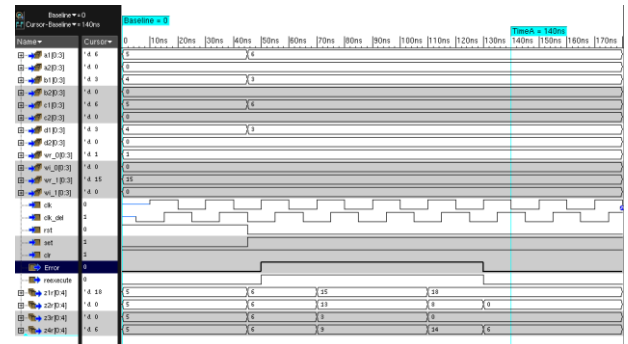 Baseline = 0
Cursor-Baseline = 140ns
Baseline = 0
TimeA = 140ns
Name Cursor 0 10ns 20ns 30ns 40ns 50ns 60ns 70ns 80ns 90ns 100ns 110ns 120ns 130ns 140ns 150ns 160ns 170ns
a1[0:3] 'd 6 5 6
a2[0:3] 'd 0 0
b1[0:3] 'd 3 4 3
b2[0:3] 'd 0 0
c1[0:3] 'd 6 5 6
c2[0:3] 'd 0 0
d1[0:3] 'd 3 4 3
d2[0:3] 'd 0 0
wr_0[0:3] 'd 1 1
wi_0[0:3] 'd 0 0
wr_1[0:3] 'd 15 15
wi_1[0:3] 'd 0 0
clk 0
clk_del 1
rst 0
set 1
clr 1
Error 0
reexecute 0
z1r[0:4] 'd 18 5 6 15 18
z2r[0:4] 'd 0 5 6 13 8 0
z3r[0:4] 'd 0 5 6 3 0
z4r[0:4] 'd 6 5 6 9 14 6